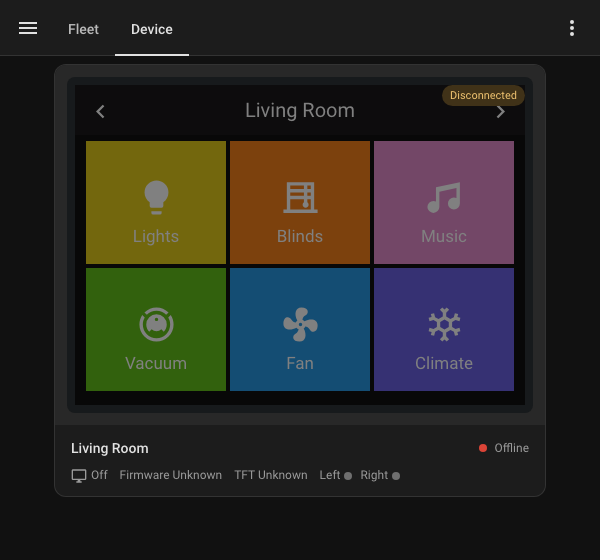 Fleet Device
Disconnected
Living Room
Lights Blinds Music
Vacuum Fan Climate
Living Room Offline
Off Firmware Unknown TFT Unknown Left Right